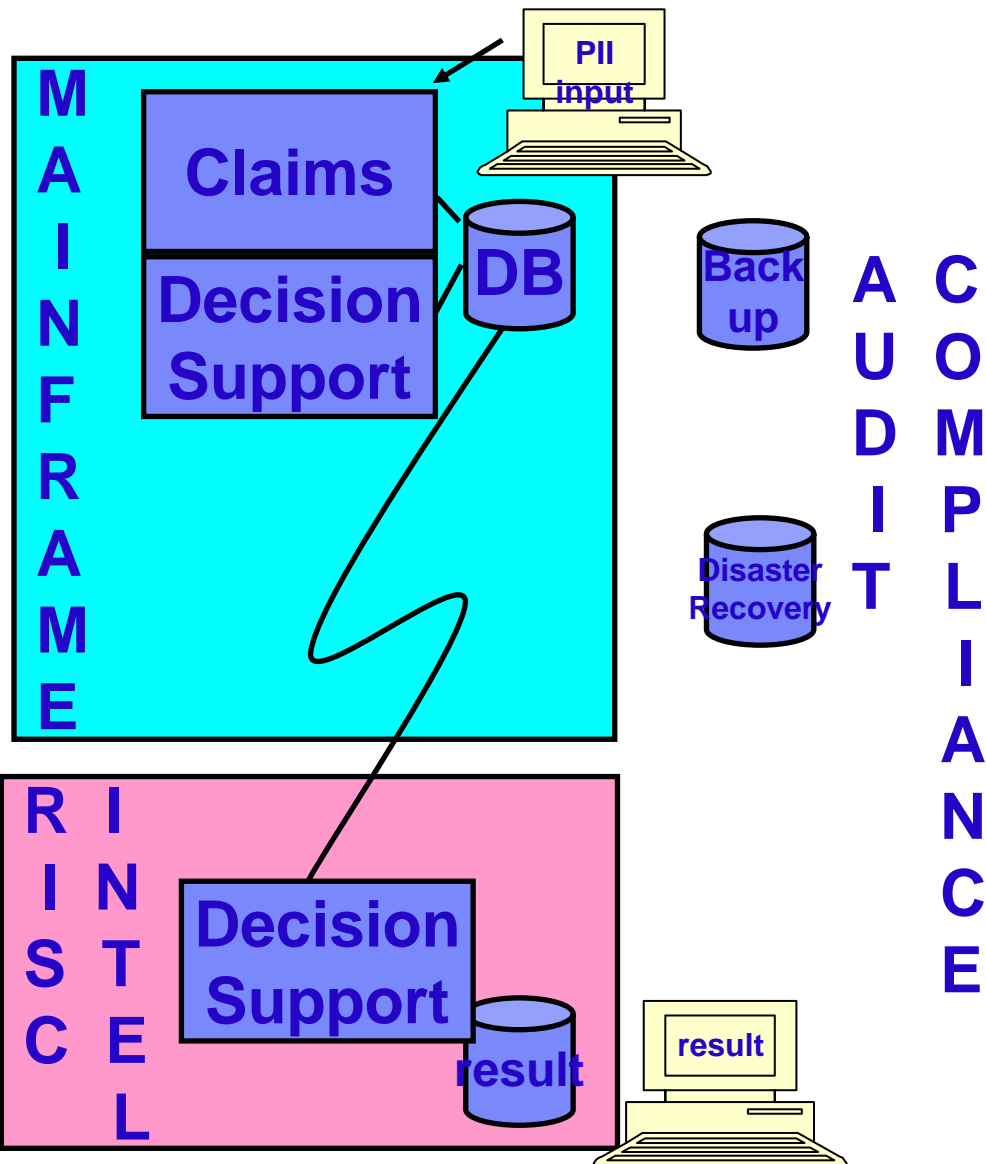 PII
input
MAINFRAME
Claims
DB
Decision
Support
Back
up
AUDIT
COMPLIANCE
Disaster
Recovery
RISC
INTEL
Decision
Support
result
result